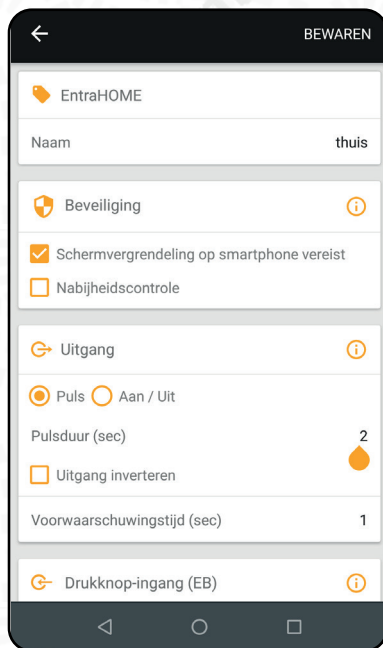 BEWAREN
EntraHOME
Naam thuis
Beveiliging
Schermvergrendeling op smartphone vereist
Nabijheidscontrole
Uitgang
Puls Aan / Uit
Pulsduur (sec) 2
Uitgang inverteren
Voorwaarschuwingstijd (sec) 1
Drukknop-ingang (EB)